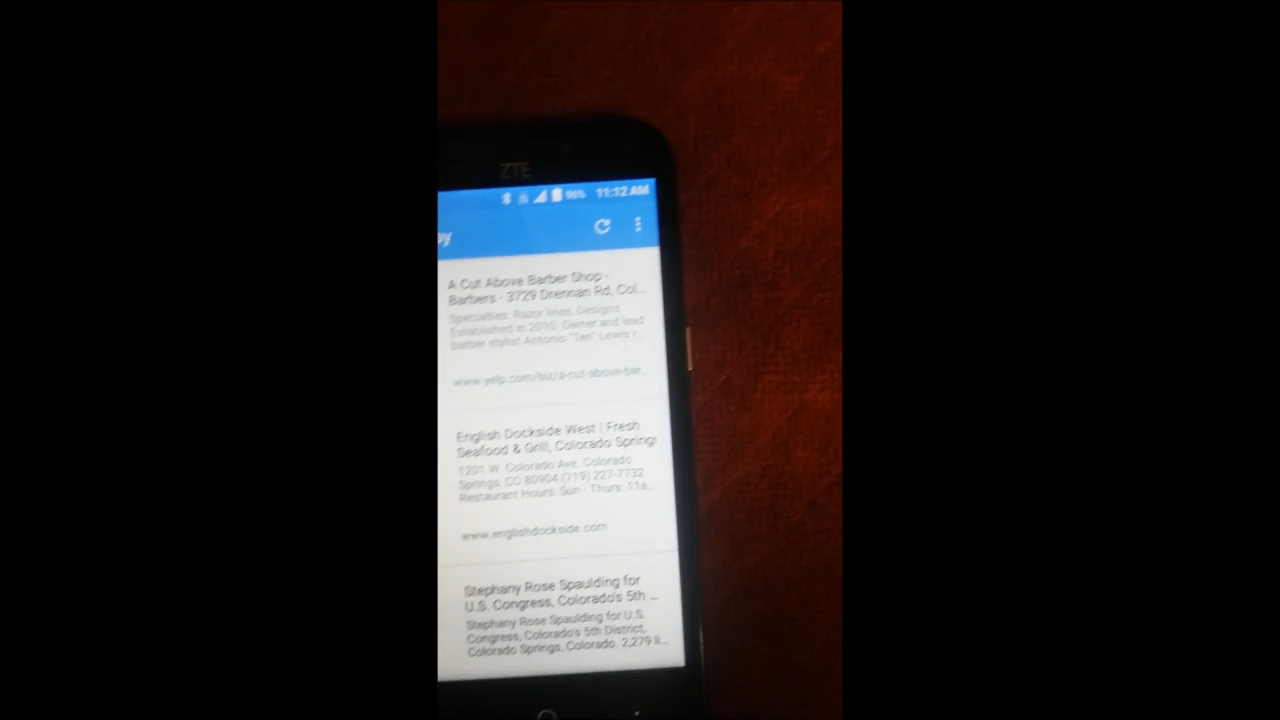 ZTE
96% 11:12 AM
by
A Cut Above Barber Shop -
Barbers - 3729 Drennan Rd, Col...
Specialties: Razor lines, Designs
Established in 2010. Owner and lead
barber stylist Antonio "Ten" Lewis r...
www.yelp.com/biz/a-cut-above-bar...
English Dockside West | Fresh
Seafood & Grill, Colorado Springs
1201 W. Colorado Ave. Colorado
Springs, CO 80904 (719) 227-7732
Restaurant Hours: Sun - Thurs: 11a...
www.englishdockside.com
Stephany Rose Spaulding for
U.S. Congress, Colorado's 5th ...
Stephany Rose Spaulding for U.S.
Congress, Colorado's 5th District,
Colorado Springs, Colorado. 2,279 li...